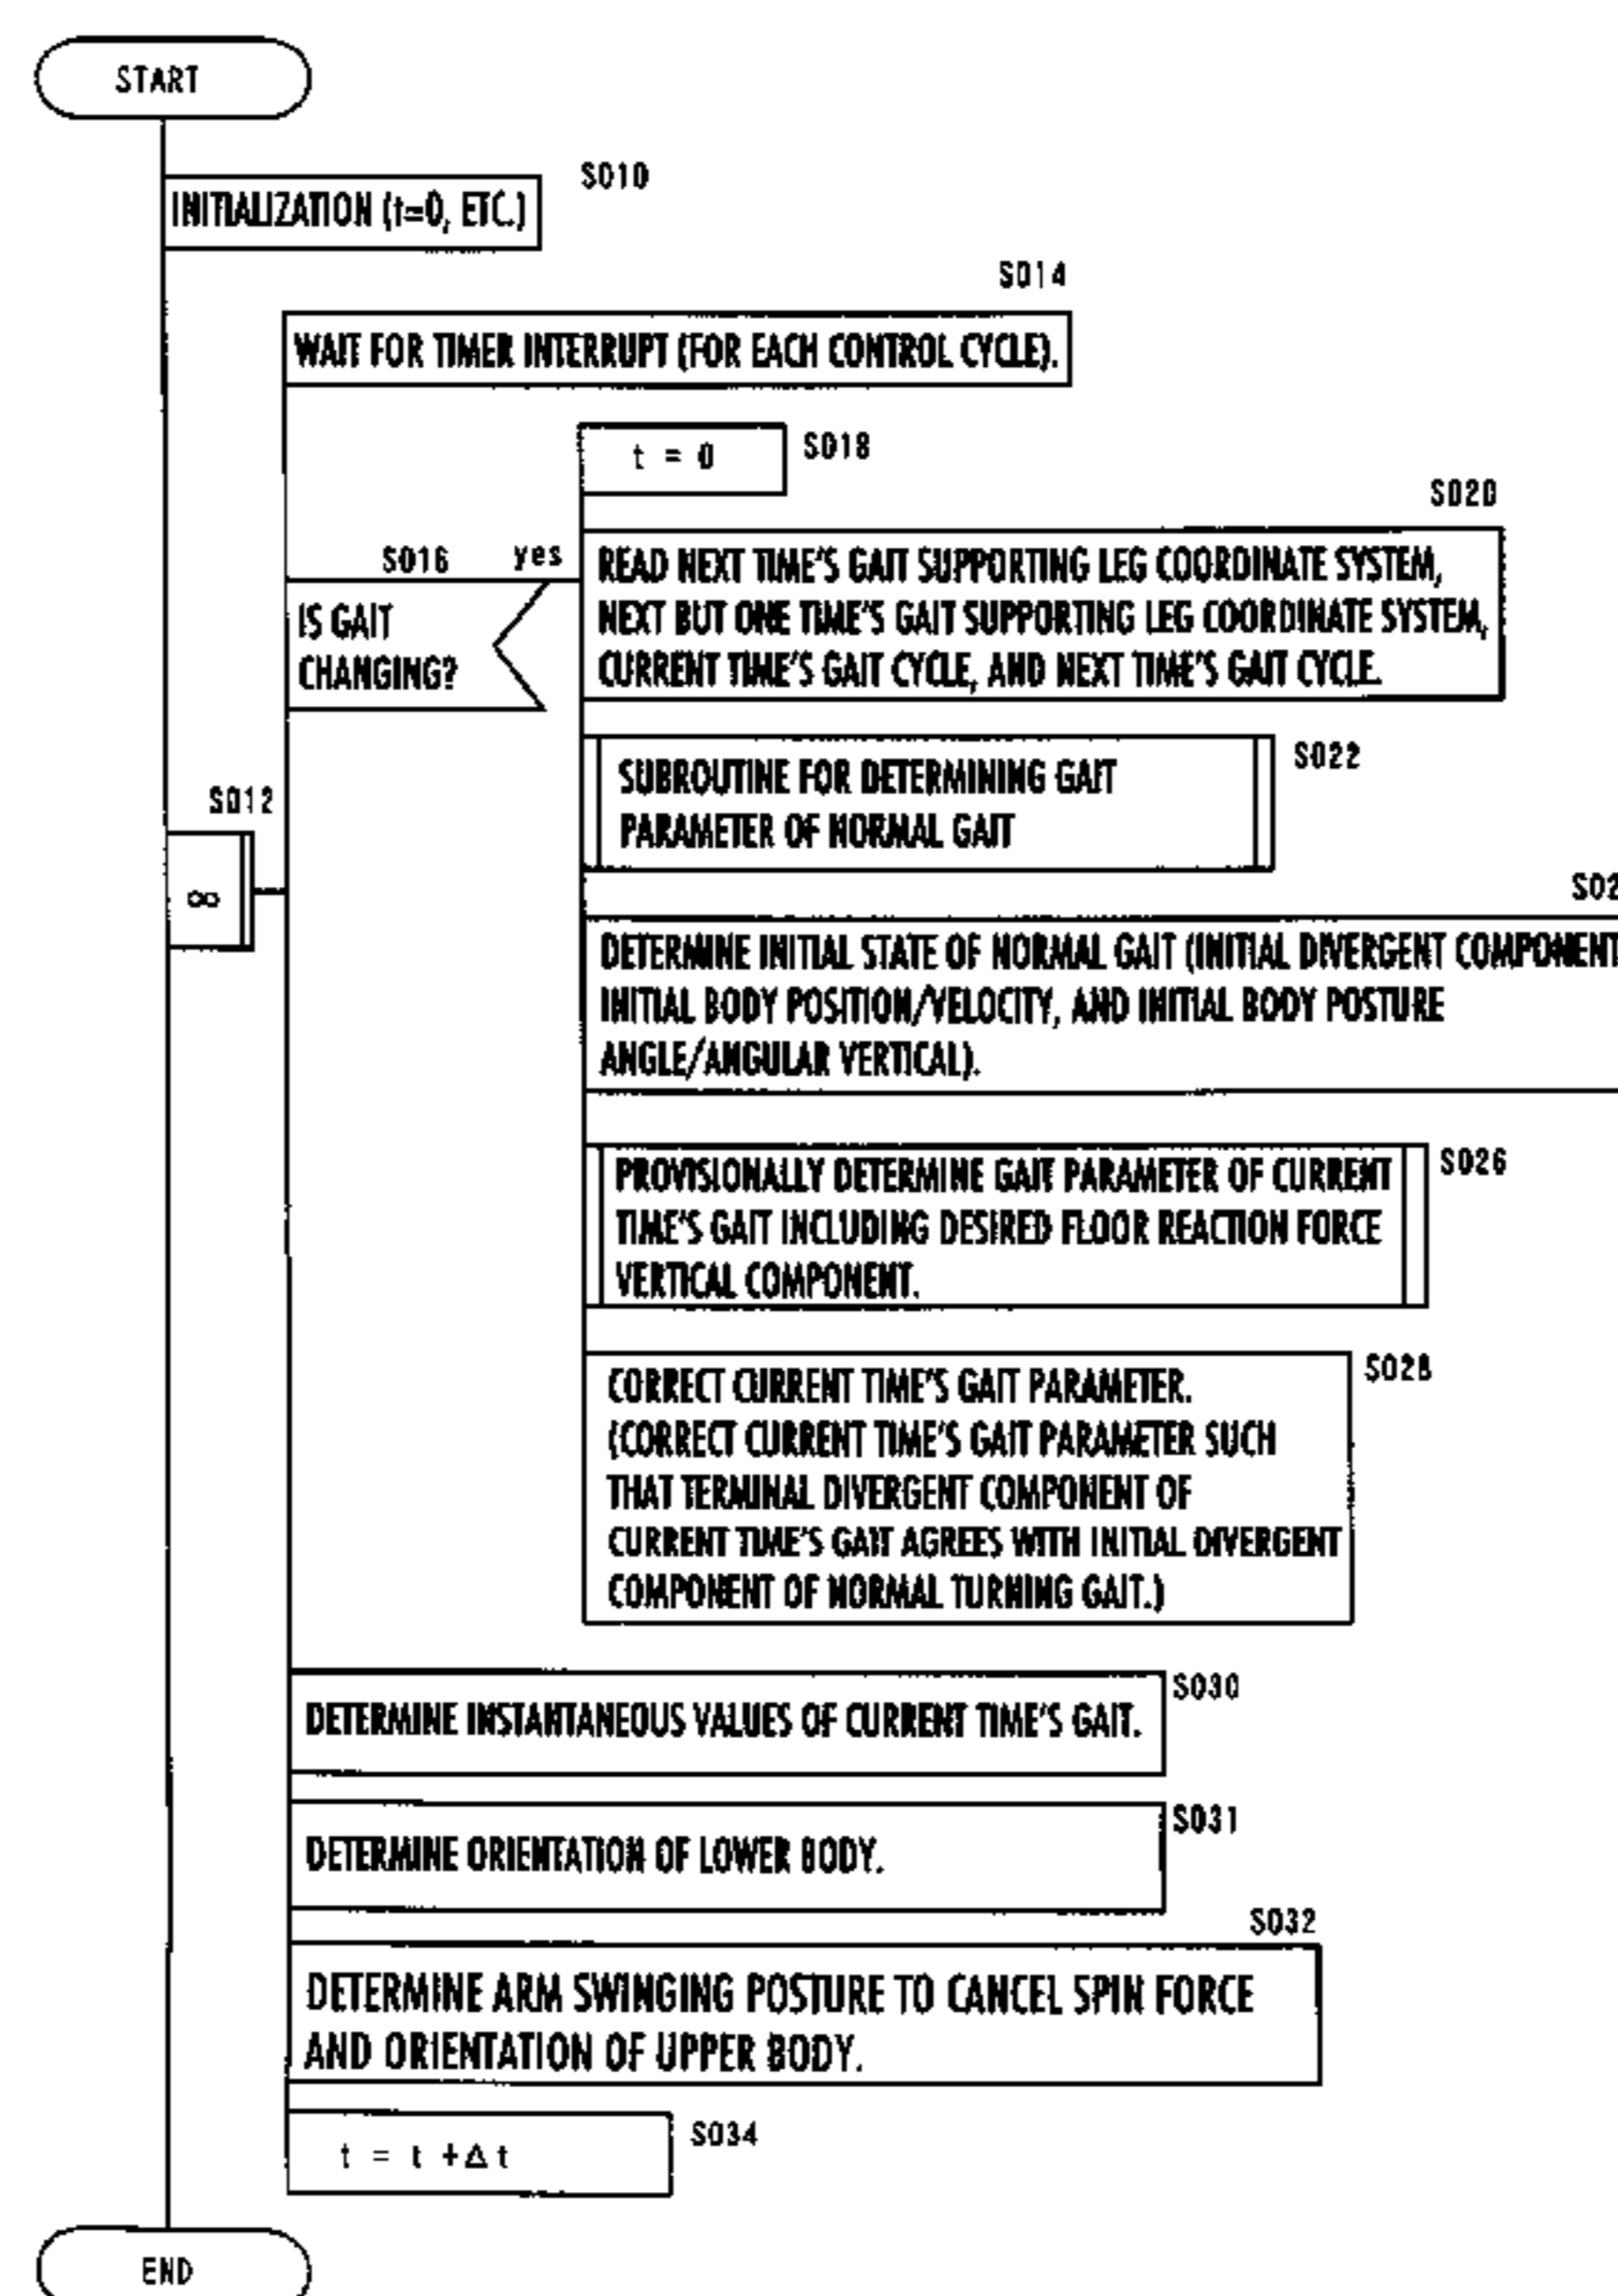 START
S010
INITIALIZATION (t=0, ETC.)
S014
WAIT FOR TIMER INTERRUPT (FOR EACH CONTROL CYCLE).
t = 0
S018
S020
S016
yes
READ NEXT TIME'S GAIT SUPPORTING LEG COORDINATE SYSTEM,
NEXT BUT ONE TIME'S GAIT SUPPORTING LEG COORDINATE SYSTEM,
CURRENT TIME'S GAIT CYCLE, AND NEXT TIME'S GAIT CYCLE.
IS GAIT
CHANGING?
S022
SUBROUTINE FOR DETERMINING GAIT
PARAMETER OF NORMAL GAIT
S012
∞
S02
DETERMINE INITIAL STATE OF NORMAL GAIT (INITIAL DIVERGENT COMPONENT
INITIAL BODY POSITION/VELOCITY, AND INITIAL BODY POSTURE
ANGLE/ANGULAR VERTICAL).
S026
PROVISIONALLY DETERMINE GAIT PARAMETER OF CURRENT
TIME'S GAIT INCLUDING DESIRED FLOOR REACTION FORCE
VERTICAL COMPONENT.
S028
CORRECT CURRENT TIME'S GAIT PARAMETER.
(CORRECT CURRENT TIME'S GAIT PARAMETER SUCH
THAT TERMINAL DIVERGENT COMPONENT OF
CURRENT TIME'S GAIT AGREES WITH INITIAL DIVERGENT
COMPONENT OF NORMAL TURNING GAIT.)
S030
DETERMINE INSTANTANEOUS VALUES OF CURRENT TIME'S GAIT.
S031
DETERMINE ORIENTATION OF LOWER BODY.
S032
DETERMINE ARM SWINGING POSTURE TO CANCEL SPIN FORCE
AND ORIENTATION OF UPPER BODY.
S034
t = t +Δt
END